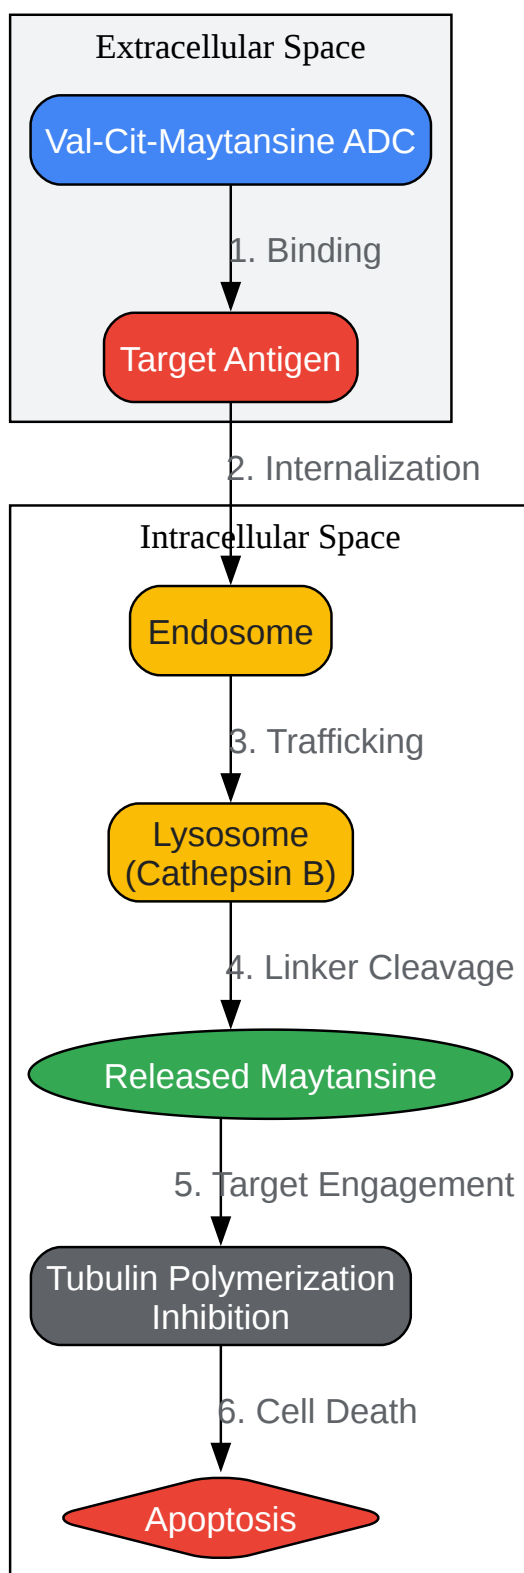 Extracellular Space
Val-Cit-Maytansine ADC
1. Binding
Target Antigen
2. Internalization
Intracellular Space
Endosome
3. Trafficking
Lysosome
(Cathepsin B)
4. Linker Cleavage
Released Maytansine
5. Target Engagement
Tubulin Polymerization
Inhibition
6. Cell Death
Apoptosis